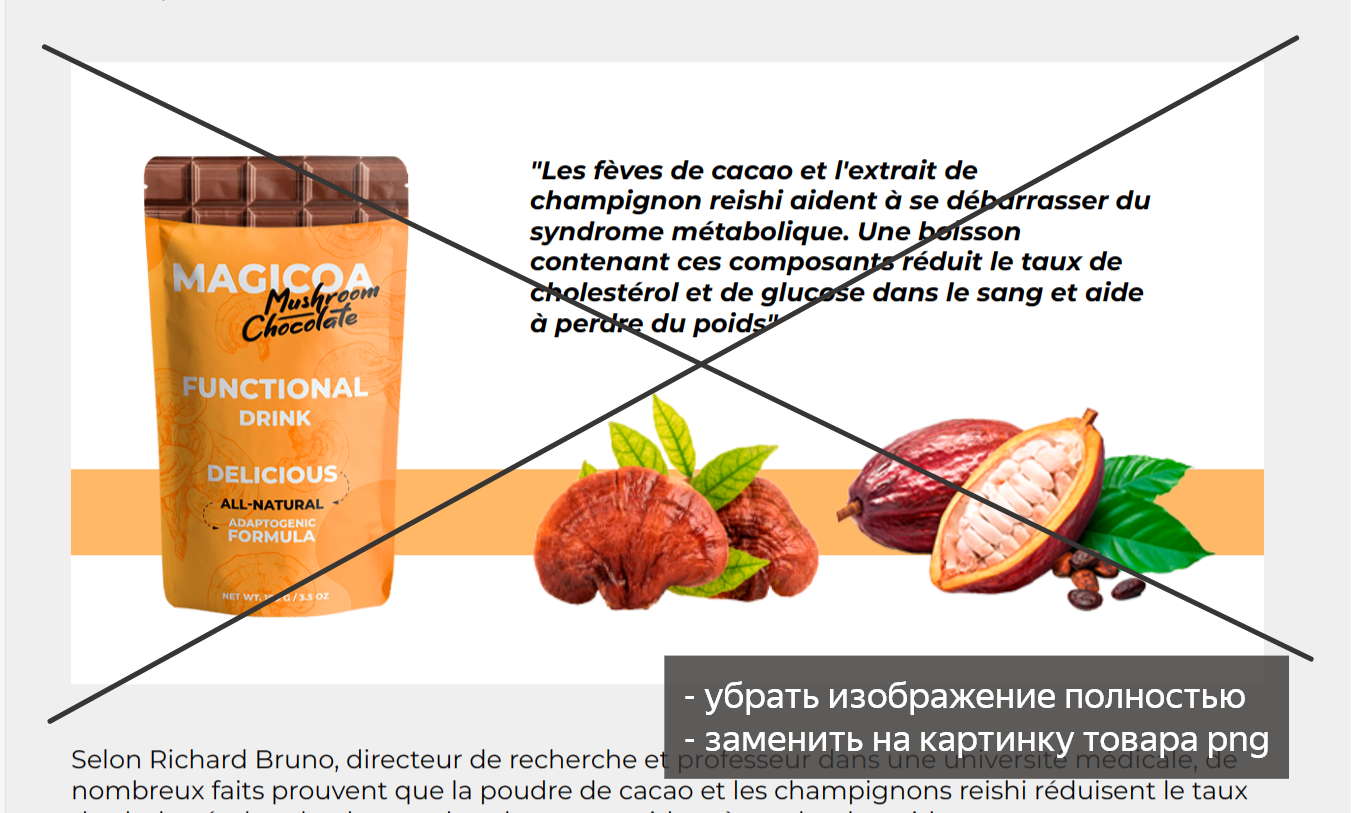 MAGICOA
Mushroom
Chocolate
FUNCTIONAL
DRINK
DELICIOUS
ALL-NATURAL
ADAPTOGENIC
FORMULA
NET WT. G / 3.5 OZ
"Les fèves de cacao et l'extrait de
champignon reishi aident à se débarrasser du
syndrome métabolique. Une boisson
contenant ces composants réduit le taux de
cholestérol et de glucose dans le sang et aide
à perdre du poids"
- убрать изображение полностью
- заменить на картинку товара png
Selon Richard Bruno, directeur de recherche et professeur dans une université médicale, de
nombreux faits prouvent que la poudre de cacao et les champignons reishi réduisent le taux